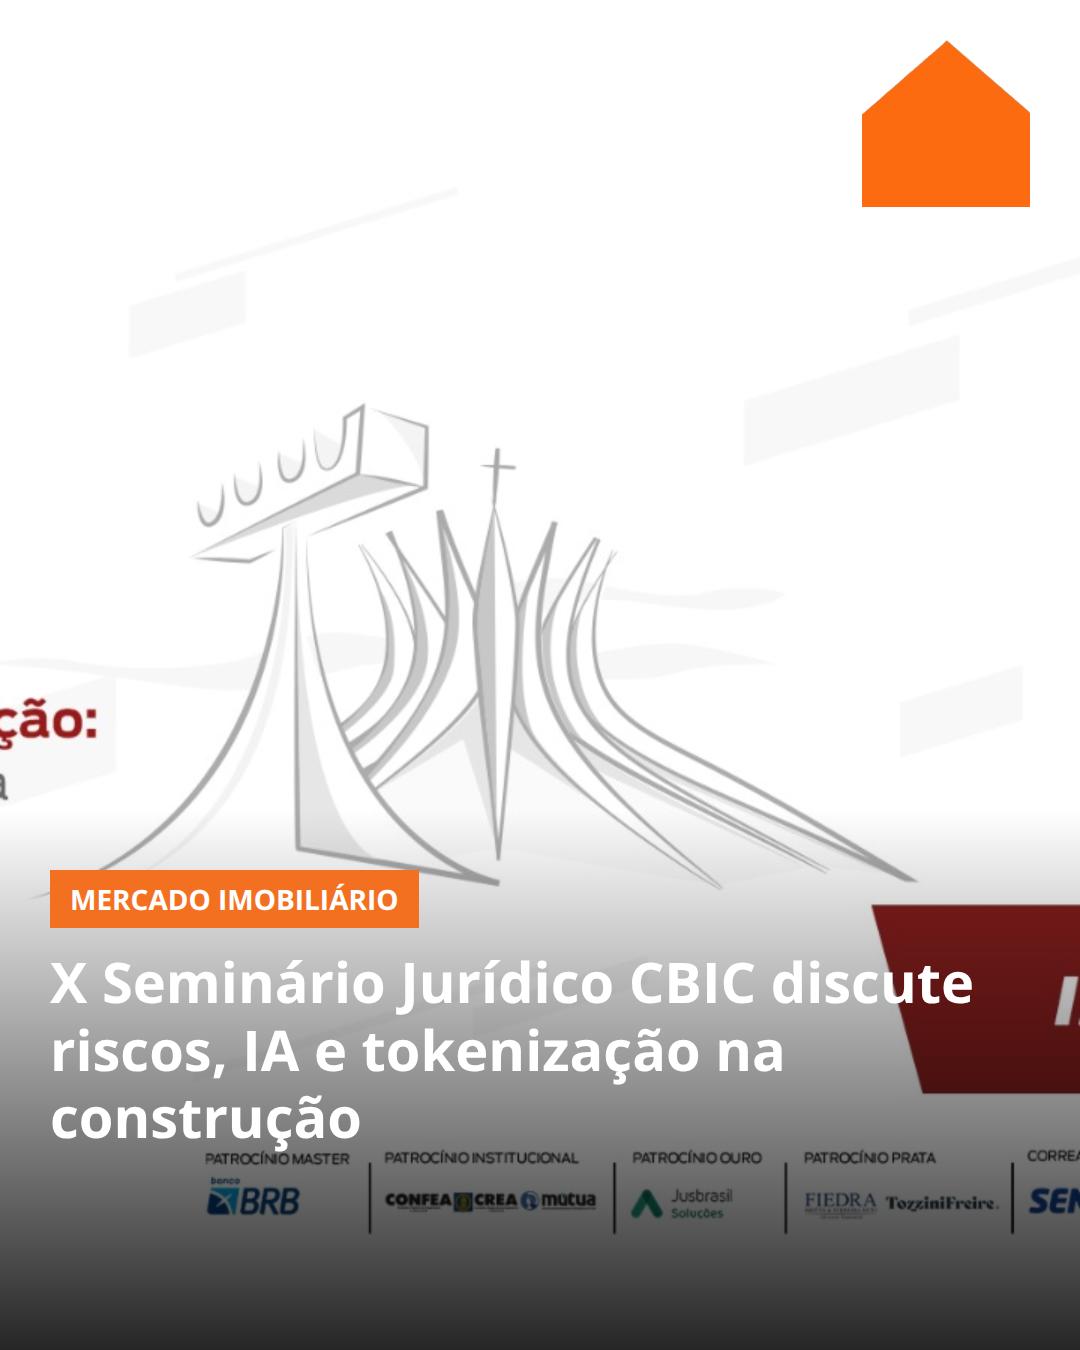 ção:
a
MERCADO IMOBILIÁRIO
X Seminário Jurídico CBIC discute
riscos, IA e tokenização na
construção
PATROCÍNIO MASTER
PATROCÍNIO INSTITUCIONAL
PATROCÍNIO OURO
PATROCÍNIO PRATA
CORREA
banco
BRB
CONFEA CREA mútua
Jusbrasil
Soluções
FIEDRA
TozziniFreire.
SEN